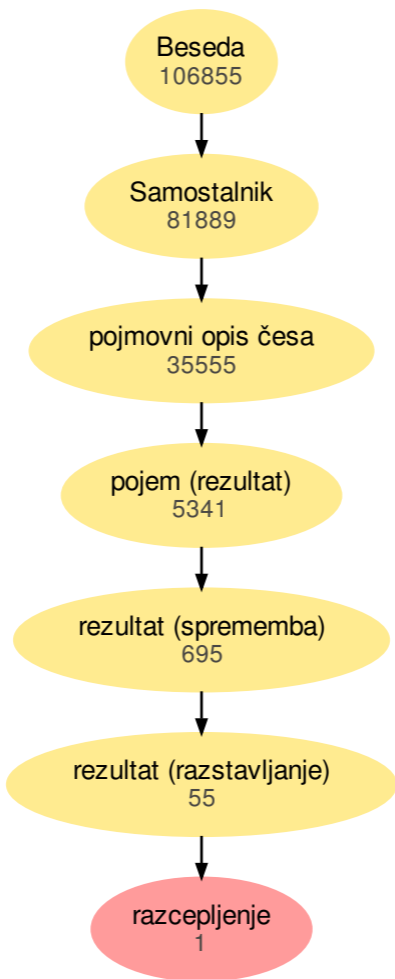 Beseda
106855
Samostalnik
81889
pojmovni opis česa
35555
pojem (rezultat)
5341
rezultat (sprememba)
695
rezultat (razstavljanje)
55
razcepljenje
1